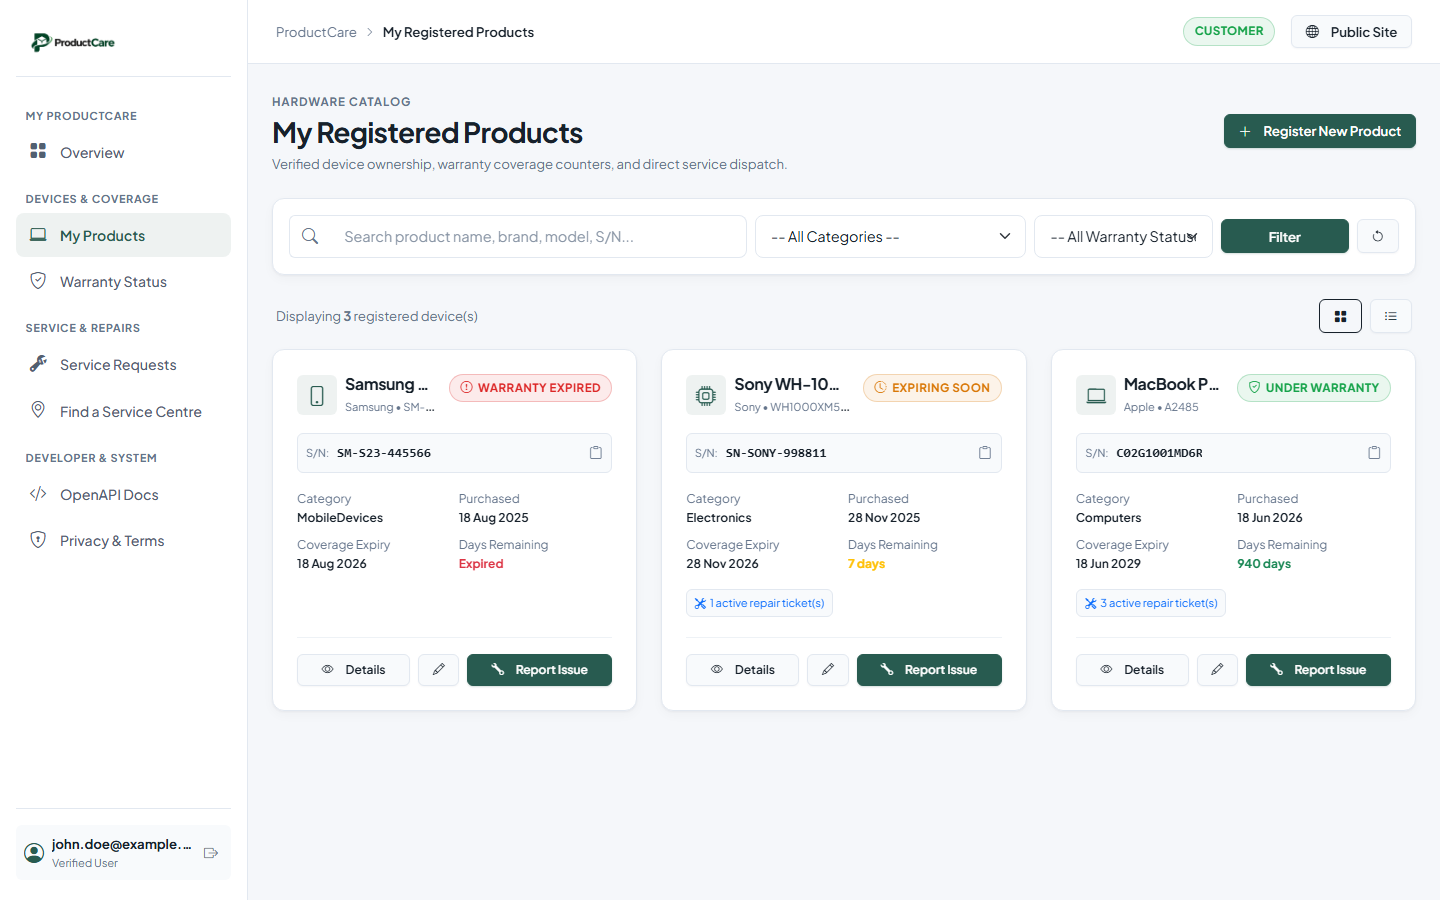 ProductCare
MY PRODUCTCARE
Overview
DEVICES & COVERAGE
My Products
Warranty Status
SERVICE & REPAIRS
Service Requests
Find a Service Centre
DEVELOPER & SYSTEM
OpenAPI Docs
Privacy & Terms
john.doe@example....
Verified User
ProductCare > My Registered Products
CUSTOMER
Public Site
HARDWARE CATALOG
My Registered Products
Verified device ownership, warranty coverage counters, and direct service dispatch.
+ Register New Product
Search product name, brand, model, S/N...
-- All Categories --
-- All Warranty Status
Filter
Displaying 3 registered device(s)
Samsung ...
WARRANTY EXPIRED
Samsung • SM-...
S/N: SM-S23-445566
Category
Purchased
MobileDevices
18 Aug 2025
Coverage Expiry
Days Remaining
18 Aug 2026
Expired
Details
Report Issue
Sony WH-10...
EXPIRING SOON
Sony • WH1000XM5...
S/N: SN-SONY-998811
Category
Purchased
Electronics
28 Nov 2025
Coverage Expiry
Days Remaining
28 Nov 2026
7 days
1 active repair ticket(s)
Details
Report Issue
MacBook P...
UNDER WARRANTY
Apple • A2485
S/N: C02G1001MD6R
Category
Purchased
Computers
18 Jun 2026
Coverage Expiry
Days Remaining
18 Jun 2029
940 days
3 active repair ticket(s)
Details
Report Issue